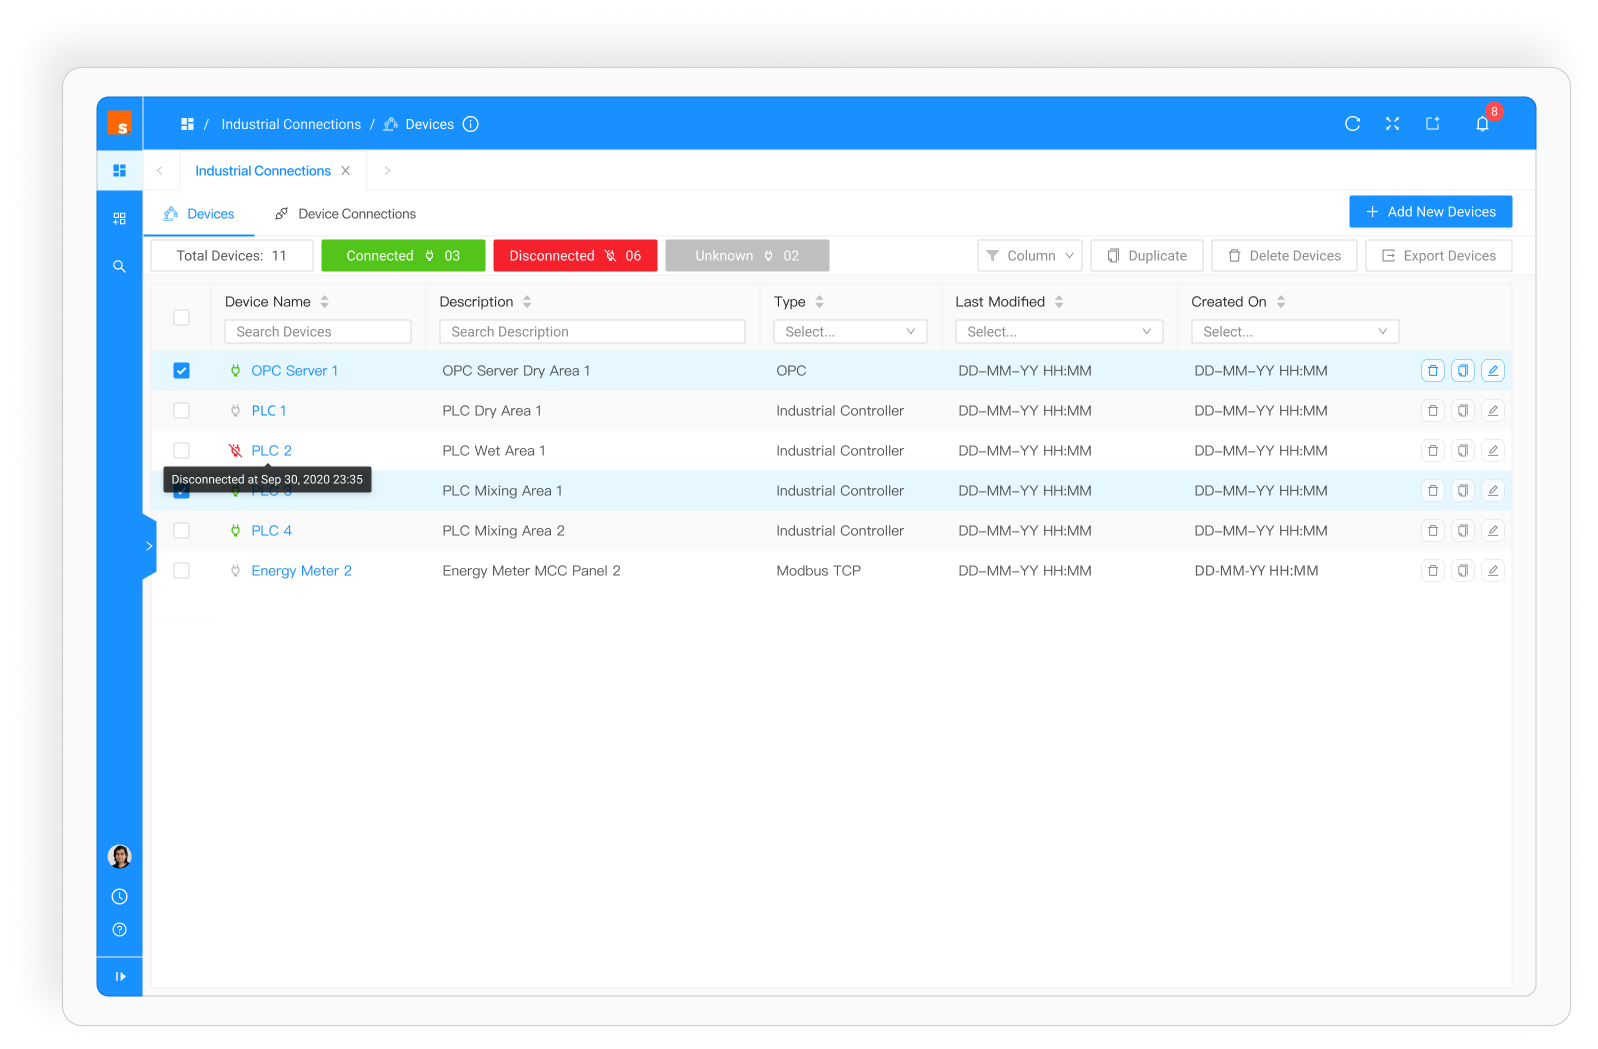 s / Industrial Connections / Devices 8
Industrial Connections
Devices Device Connections + Add New Devices
Total Devices: 11 Connected 03 Disconnected 06 Unknown 02 Column Duplicate Delete Devices Export Devices
Device Name Description Type Last Modified Created On
Search Devices Search Description Select... Select... Select...
OPC Server 1 OPC Server Dry Area 1 OPC DD–MM–YY HH:MM DD–MM–YY HH:MM
PLC 1 PLC Dry Area 1 Industrial Controller DD–MM–YY HH:MM DD–MM–YY HH:MM
PLC 2 PLC Wet Area 1 Industrial Controller DD–MM–YY HH:MM DD–MM–YY HH:MM
Disconnected at Sep 30, 2020 23:35
PLC 3 PLC Mixing Area 1 Industrial Controller DD–MM–YY HH:MM DD–MM–YY HH:MM
PLC 4 PLC Mixing Area 2 Industrial Controller DD–MM–YY HH:MM DD–MM–YY HH:MM
Energy Meter 2 Energy Meter MCC Panel 2 Modbus TCP DD–MM–YY HH:MM DD-MM-YY HH:MM